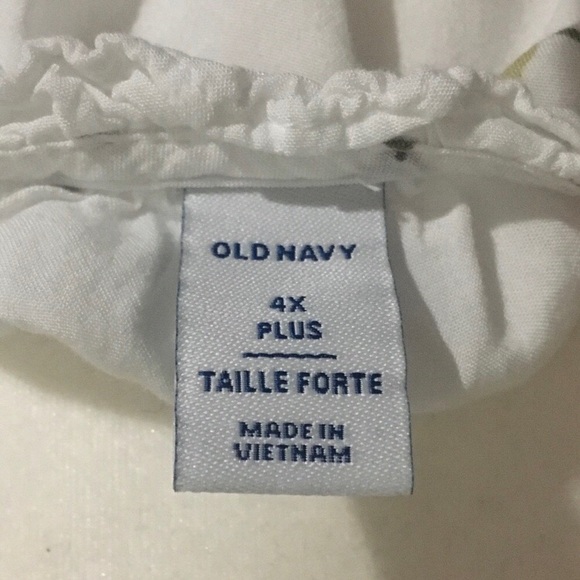 OLD NAVY
4X
PLUS
TAILLE FORTE
MADE IN
VIETNAM